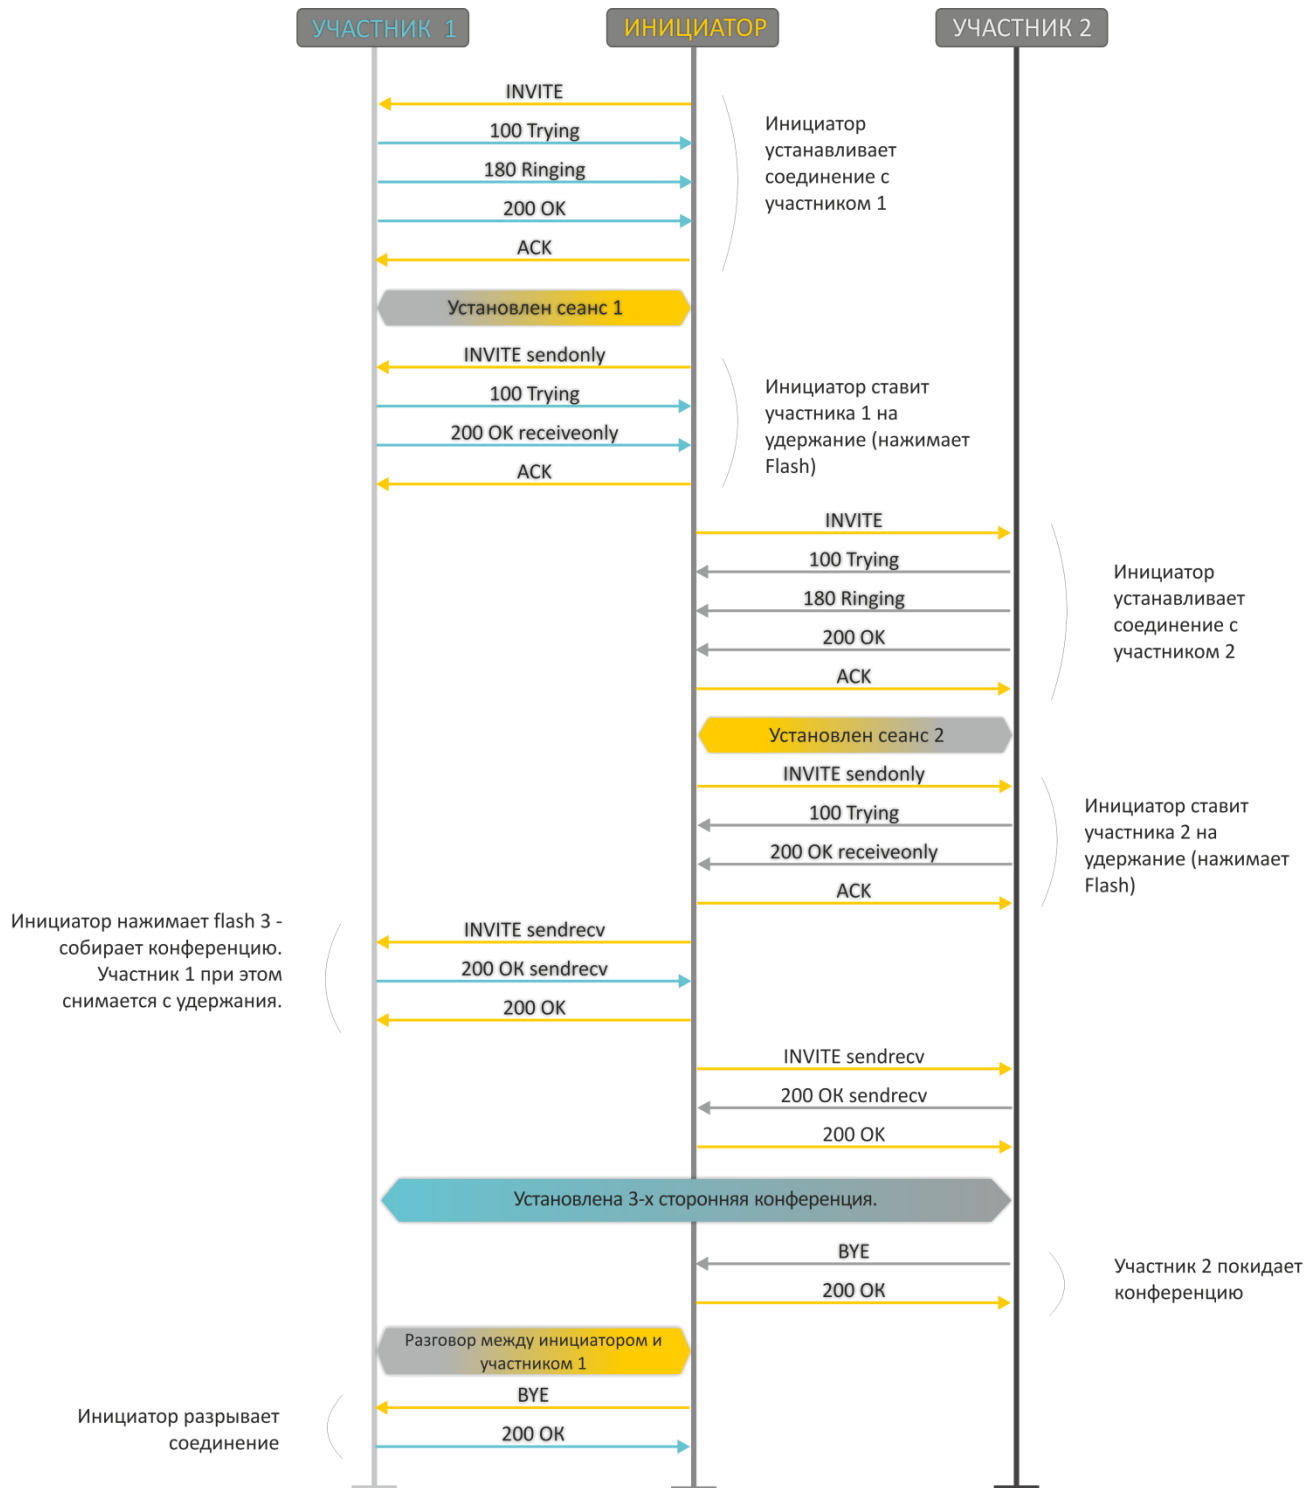 УЧАСТНИК 1
ИНИЦИАТОР
УЧАСТНИК 2
INVITE
100 Trying
180 Ringing
200 OK
ACK
Инициатор
устанавливает
соединение с
участником 1
Установлен сеанс 1
INVITE sendonly
100 Trying
200 OK receiveonly
ACK
Инициатор ставит
участника 1 на
удержание (нажимает
Flash)
INVITE
100 Trying
180 Ringing
200 OK
ACK
Инициатор
устанавливает
соединение с
участником 2
Установлен сеанс 2
INVITE sendonly
100 Trying
200 OK receiveonly
ACK
Инициатор ставит
участника 2 на
удержание (нажимает
Flash)
Инициатор нажимает flash 3 -
собирает конференцию.
Участник 1 при этом
снимается с удержания.
INVITE sendrecv
200 OK sendrecv
200 OK
INVITE sendrecv
200 OK sendrecv
200 OK
Установлена 3-х сторонняя конференция.
BYE
200 OK
Участник 2 покидает
конференцию
Разговор между инициатором и
участником 1
BYE
200 OK
Инициатор разрывает
соединение